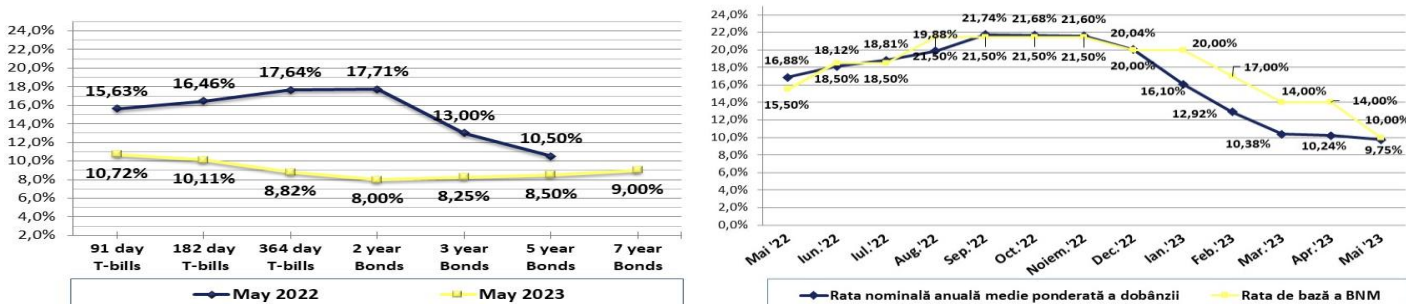 24,0%
22,0%
20,0%
18,0%
16,0%
14,0%
12,0%
10,0%
8,0%
6,0%
4,0%
2,0%
15,63% 16,46% 17,64% 17,71% 13,00% 10,50%
10,72% 10,11% 8,82% 8,00% 8,25% 8,50% 9,00%
91 day 182 day 364 day 2 year 3 year 5 year 7 year
T-bills T-bills T-bills Bonds Bonds Bonds Bonds
May 2022 May 2023
24,0%
22,0%
20,0%
18,0%
16,0%
14,0%
12,0%
10,0%
8,0%
6,0%
4,0%
2,0%
0,0%
16,88% 18,12% 18,81% 19,88% 21,74% 21,68% 21,60% 20,04% 16,10% 12,92% 10,38% 10,24% 9,75%
15,50% 18,50% 18,50% 21,50% 21,50% 21,50% 21,50% 20,00% 20,00% 17,00% 14,00% 14,00% 10,00%
Mai '22 Iun.'22 Iul.'22 Aug.'22 Sep.'22 Oct.'22 Noiem.'22 Dec.'22 Ian.'23 Feb.'23 Mar.'23 Apr.'23 Mai '23
Rata nominală anuală medie ponderată a dobânzii Rata de bază a BNM